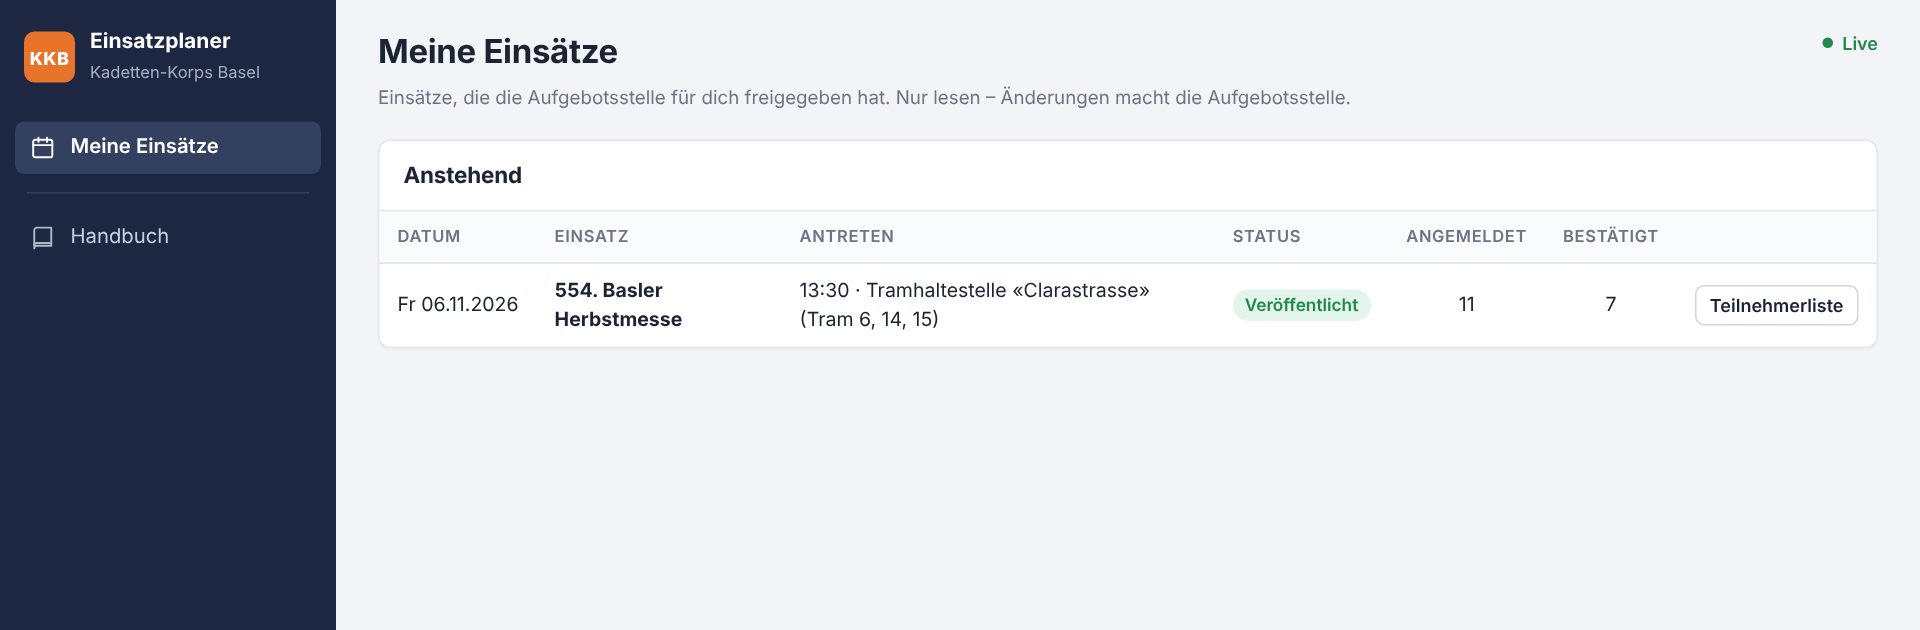 KKB
Einsatzplaner
Kadetten-Korps Basel
Meine Einsätze
Handbuch
Meine Einsätze
Live
Einsätze, die die Aufgebotsstelle für dich freigegeben hat. Nur lesen – Änderungen macht die Aufgebotsstelle.
Anstehend
DATUM EINSATZ ANTRETEN STATUS ANGEMELDET BESTÄTIGT
Fr 06.11.2026 554. Basler Herbstmesse 13:30 · Tramhaltestelle «Clarastrasse» (Tram 6, 14, 15) Veröffentlicht 11 7 Teilnehmerliste